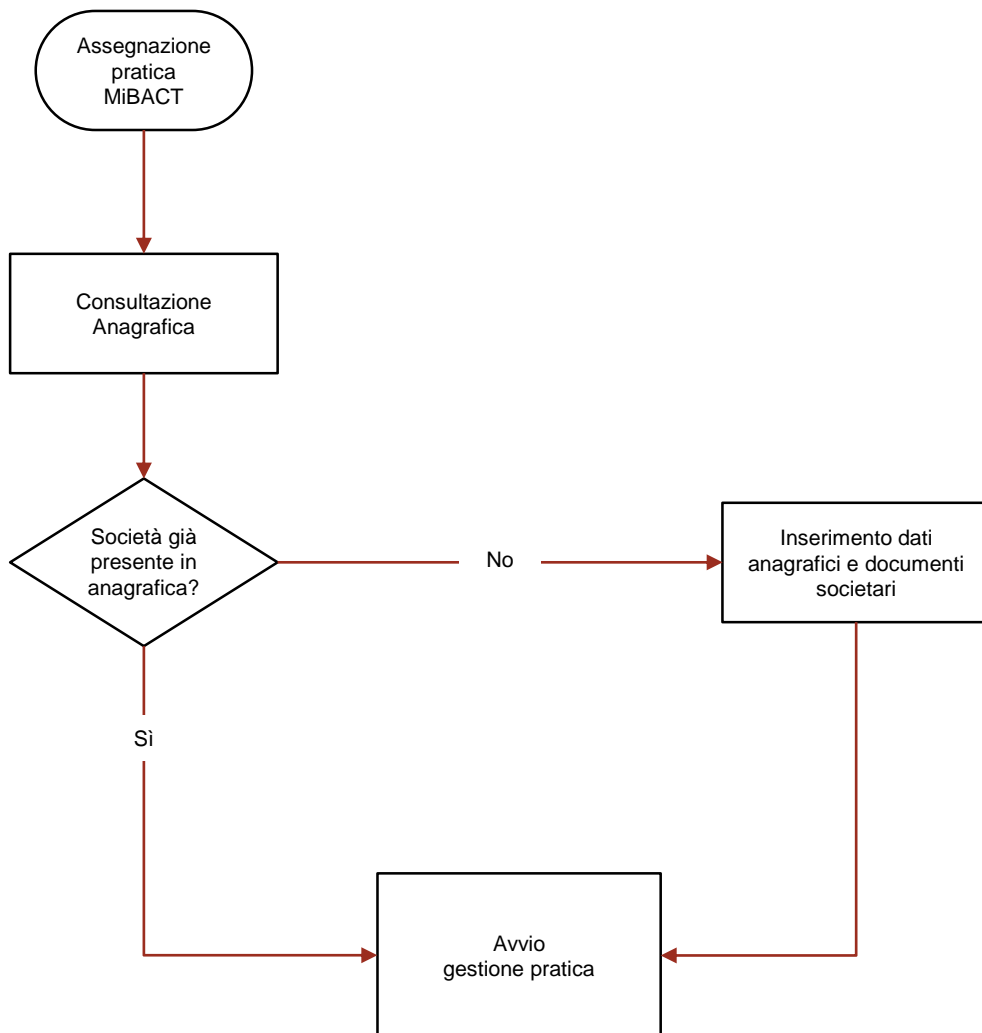 Assegnazione
pratica
MiBACT
Consultazione
Anagrafica
Società già
presente in
anagrafica?
No
Inserimento dati
anagrafici e documenti
societari
Sì
Avvio
gestione pratica